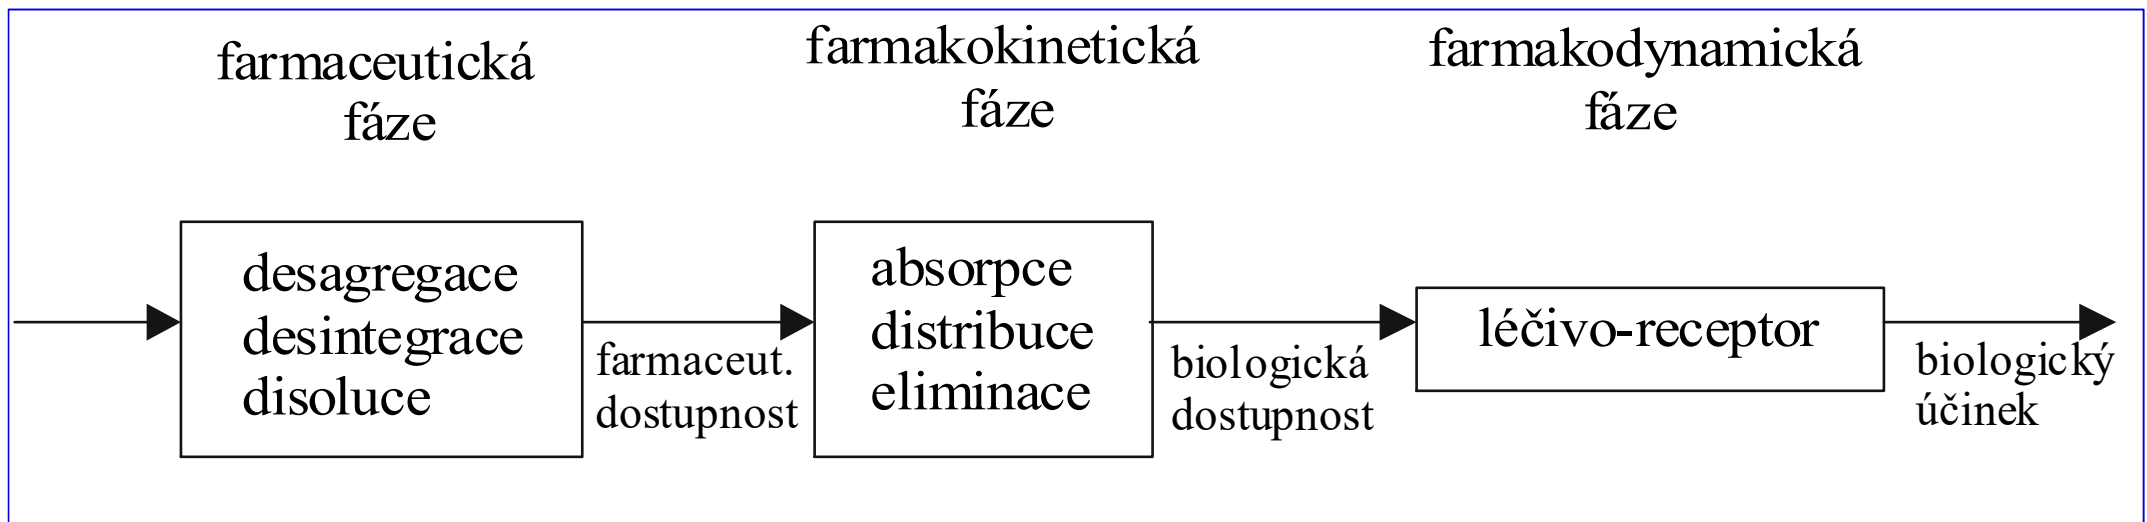 farmaceutická
fáze
farmakokinetická
fáze
farmakodynamická
fáze
desagregace
desintegrace
disoluce
farmaceut.
dostupnost
absorpce
distribuce
eliminace
biologická
dostupnost
léčivo-receptor
biologický
účinek